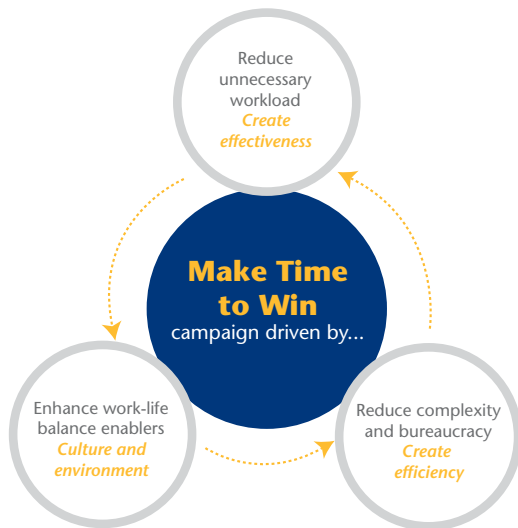 Reduce
unnecessary
workload
Create
effectiveness
Make Time
to Win
campaign driven by...
Enhance work-life
balance enablers
Culture and
environment
Reduce complexity
and bureaucracy
Create
efficiency